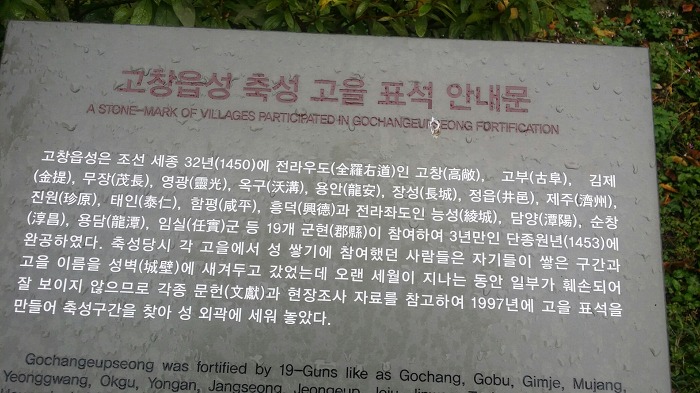 고창읍성 축성 고을 표석 안내문
A STONE-MARK OF VILLAGES PARTICIPATED IN GOCHANGEUPSEONG FORTIFICATION
고창읍성은 조선 세종 32년(1450)에 전라우도(全羅右道)인 고창(高敞), 고부(古阜), 김제
(金提), 무장(茂長), 영광(靈光), 옥구(沃溝), 용안(龍安), 장성(長城), 정읍(井邑), 제주(濟州),
진원(珍原), 태인(泰仁), 함평(咸平), 흥덕(興德)과 전라좌도인 능성(綾城), 담양(潭陽), 순창
(淳昌), 용담(龍潭), 임실(任實)군 등 19개 군현(郡縣)이 참여하여 3년만인 단종원년(1453)에
완공하였다. 축성당시 각 고을에서 성 쌓기에 참여했던 사람들은 자기들이 쌓은 구간과
고을 이름을 성벽(城壁)에 새겨두고 갔었는데 오랜 세월이 지나는 동안 일부가 훼손되어
잘 보이지 않으므로 각종 문헌(文獻)과 현장조사 자료를 참고하여 1997년에 고을 표석을
만들어 축성구간을 찾아 성 외곽에 세워 놓았다.
Gochangeupseong was fortified by 19-Guns like as Gochang, Gobu, Gimje, Mujang,
Yeonggwang, Okgu, Yongan, Jangseong, Jeongeup, Jeju,